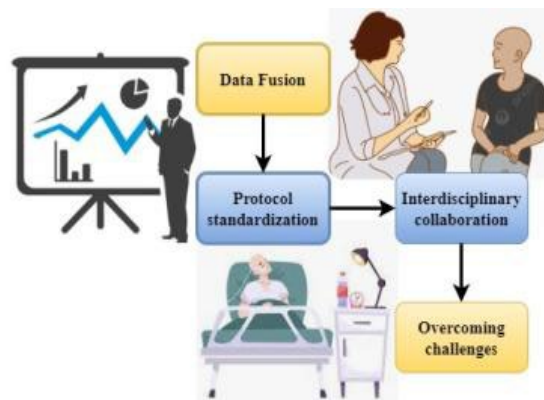 Data Fusion
Protocol
standardization
Interdisciplinary
collaboration
Overcoming
challenges